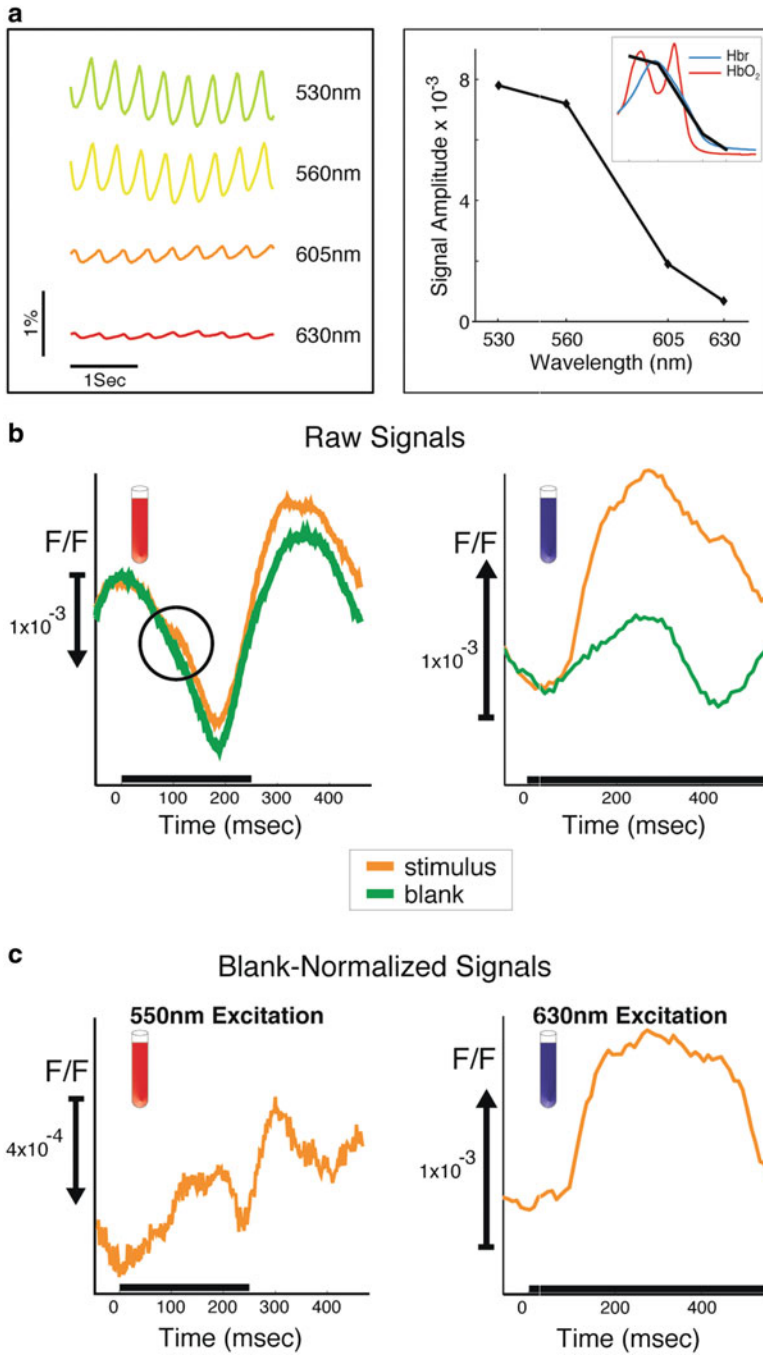 a
530nm
560nm
605nm
630nm
1%
1Sec
Signal Amplitude x 10⁻³
8
4
0
530 560 605 630
Wavelength (nm)
Hbr
HbO₂
b
Raw Signals
F/F
1x10⁻³
0 100 200 300 400
Time (msec)
F/F
1x10⁻³
0 200 400
Time (msec)
stimulus
blank
c
Blank-Normalized Signals
550nm Excitation
F/F
4x10⁻⁴
0 100 200 300 400
Time (msec)
630nm Excitation
F/F
1x10⁻³
0 200 400
Time (msec)